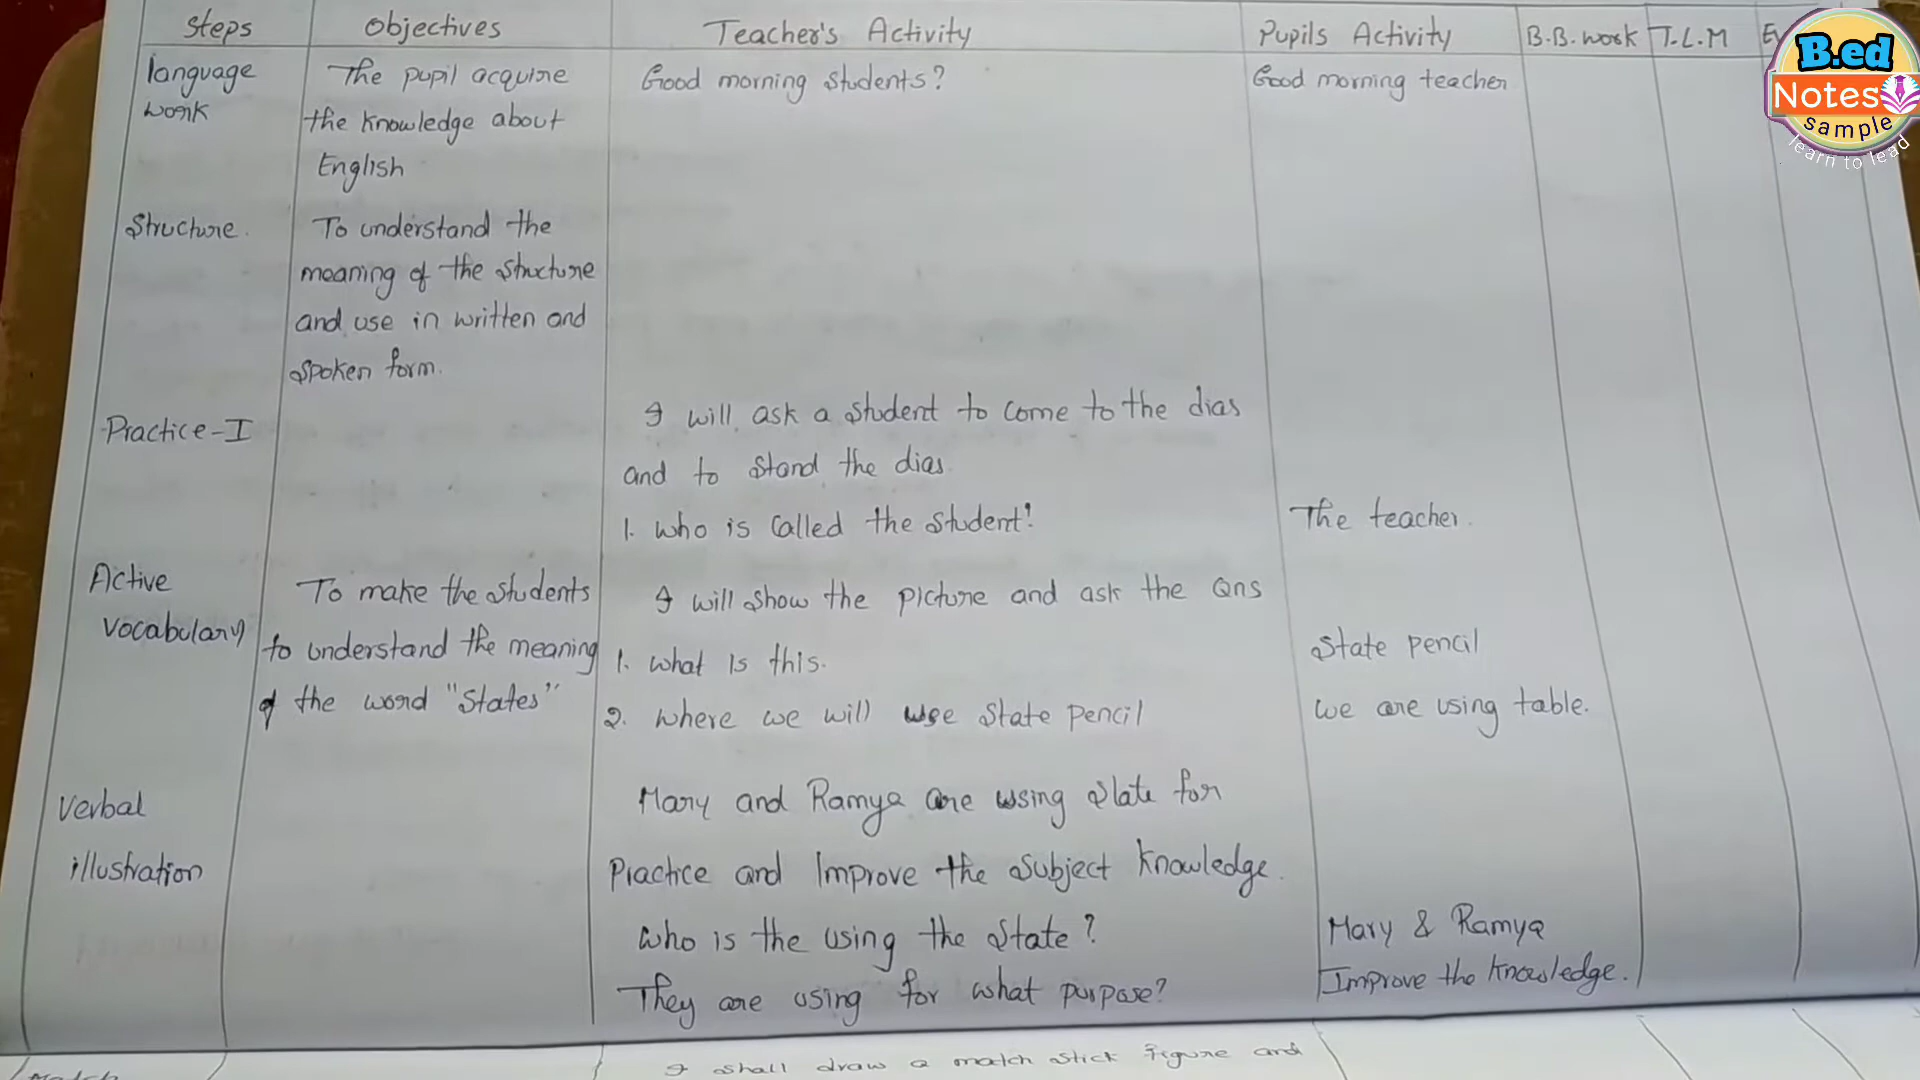 Steps Objectives Teacher's Activity Pupils Activity B.B. work T.L.M
language The pupil acquire Good morning students? Good morning teacher
work the knowledge about
English
Structure. To understand the
meaning of the structure
and use in written and
spoken form.
Practice-I I will ask a student to come to the dias
and to stand the dias
1. who is called the student? The teacher.
Active To make the students I will show the picture and ask the Qns
vocabulary to understand the meaning 1. what is this. State pencil
of the word "States" 2. where we will use State pencil we are using table.
Verbal Mary and Ramya are using slate for
illustration Practice and Improve the subject knowledge.
who is the using the state? Mary & Ramya
They are using for what purpose? Improve the knowledge.
I shall draw a match stick figure and
B.ed
Notes
sample
learn to lead